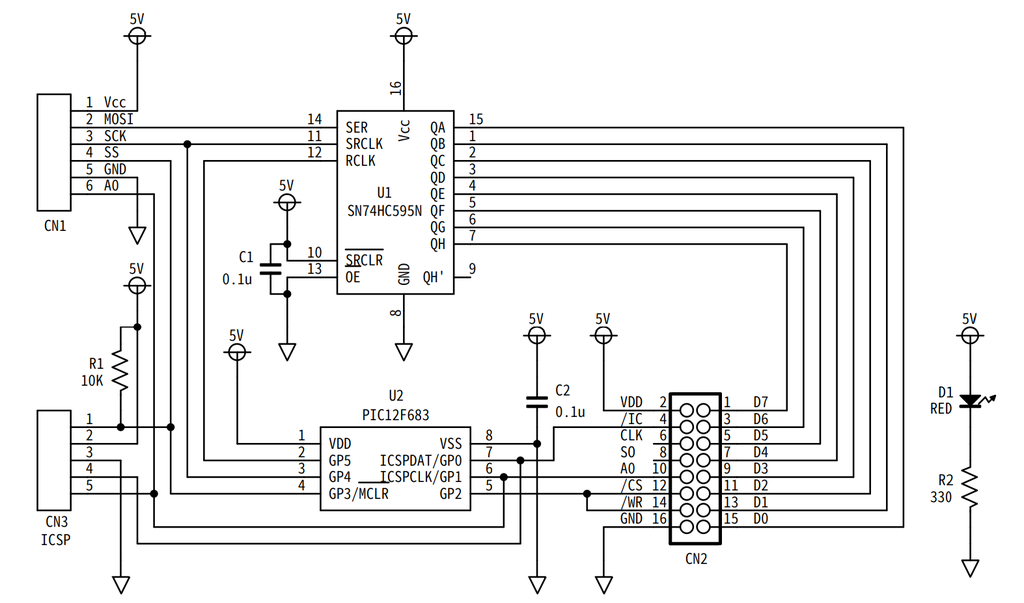 5V
5V
16
1 Vcc
2 MOSI
3 SCK
4 SS
5 GND
6 AO
CN1
14 SER
11 SRCLK
12 RCLK
Vcc
U1
SN74HC595N
10 SRCLR
13 OE
GND
8
QA 15
QB 1
QC 2
QD 3
QE 4
QF 5
QG 6
QH 7
QH' 9
5V
C1
0.1u
5V
R1
10K
1
2
3
4
5
CN3
ICSP
5V
U2
PIC12F683
1 VDD
2 GP5
3 GP4
4 GP3/MCLR
VSS 8
ICSPDAT/GP0 7
ICSPCLK/GP1 6
GP2 5
5V
C2
0.1u
5V
VDD 2 1 D7
/IC 4 3 D6
CLK 6 5 D5
SO 8 7 D4
AO 10 9 D3
/CS 12 11 D2
/WR 14 13 D1
GND 16 15 D0
CN2
5V
D1
RED
R2
330